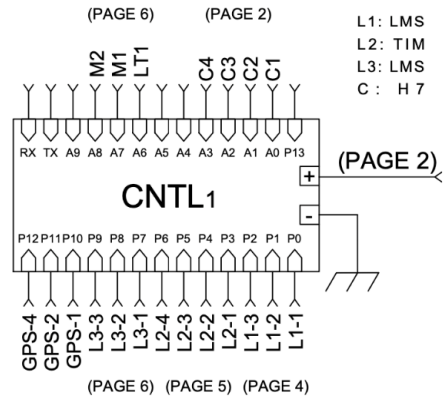 (PAGE 6) (PAGE 2)
L1: LMS
L2: TIM
L3: LMS
C : H7
M2 M1 LT1 C4 C3 C2 C1
RX TX A9 A8 A7 A6 A5 A4 A3 A2 A1 A0 P13
+ (PAGE 2)
CNTL1
-
P12 P11 P10 P9 P8 P7 P6 P5 P4 P3 P2 P1 P0
GPS-4 GPS-2 GPS-1 L3-3 L3-2 L3-1 L2-4 L2-3 L2-2 L2-1 L1-3 L1-2 L1-1
(PAGE 6) (PAGE 5) (PAGE 4)